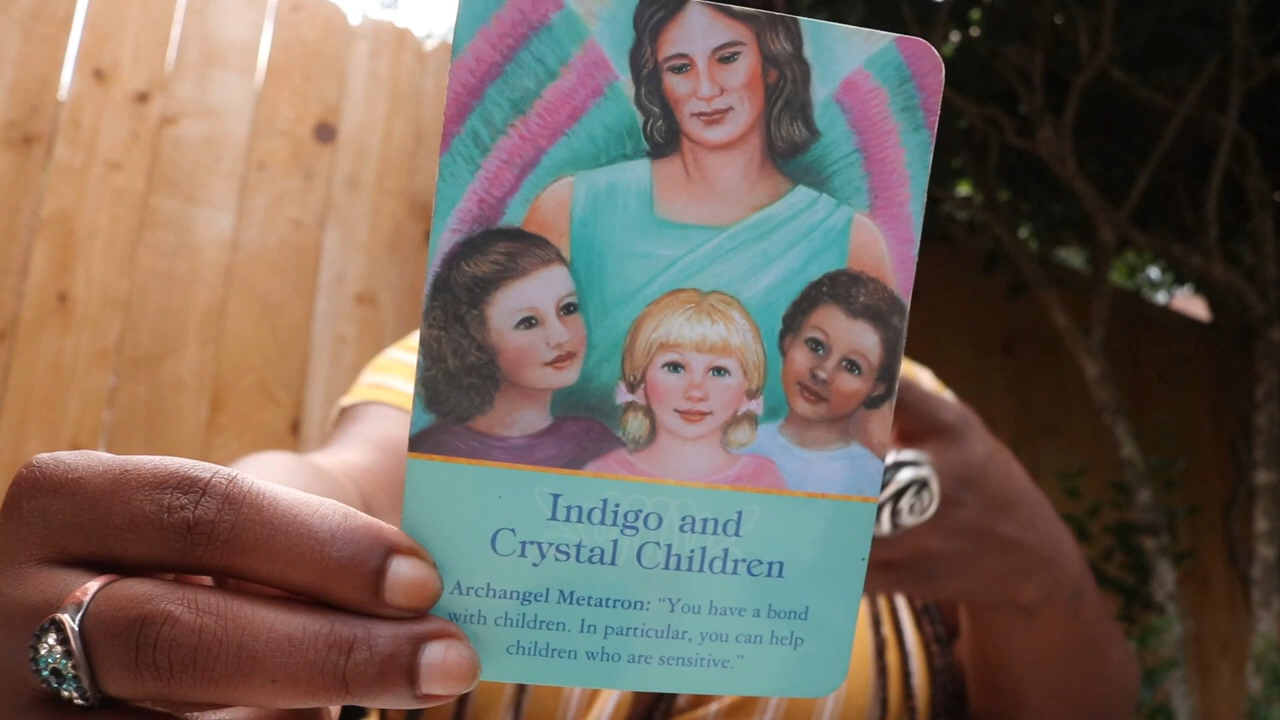 Indigo and
Crystal Children
Archangel Metatron: “You have a bond
with children. In particular, you can help
children who are sensitive.”